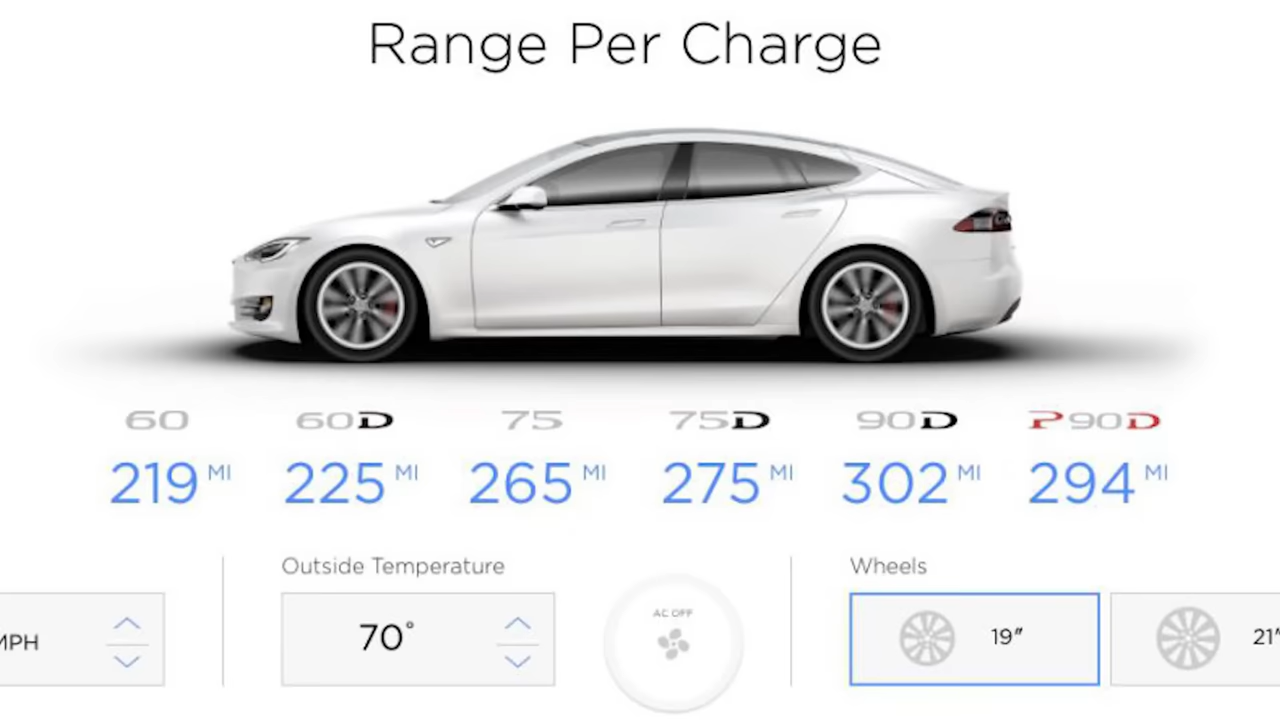 Range Per Charge
60 60D 75 75D 90D P90D
219 MI 225 MI 265 MI 275 MI 302 MI 294 MI
Outside Temperature Wheels
MPH 70° AC OFF 19" 21"